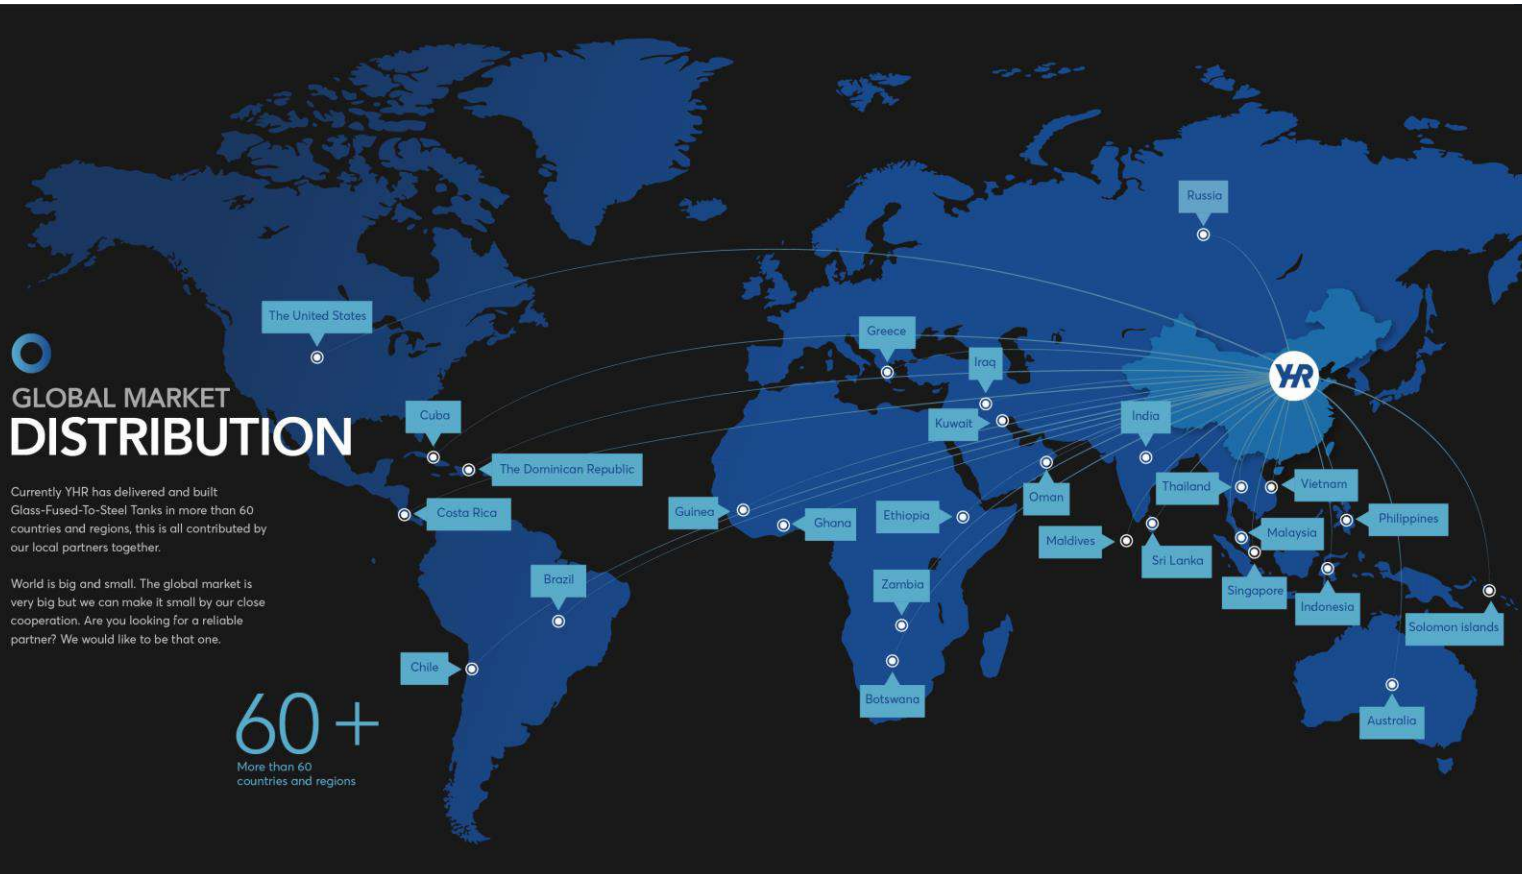 Russia
The United States
Greece
Iraq
YHR
GLOBAL MARKET
DISTRIBUTION
Cuba
Kuwait
India
The Dominican Republic
Costa Rica
Currently YHR has delivered and built
Glass-Fused-To-Steel Tanks in more than 60
countries and regions, this is all contributed by
our local partners together.
World is big and small. The global market is
very big but we can make it small by our close
cooperation. Are you looking for a reliable
partner? We would like to be that one.
Guinea
Ghana
Ethiopia
Oman
Thailand
Vietnam
Philippines
Maldives
Sri Lanka
Malaysia
Singapore
Indonesia
Solomon islands
Brazil
Zambia
Chile
Botswana
Australia
60+
More than 60
countries and regions